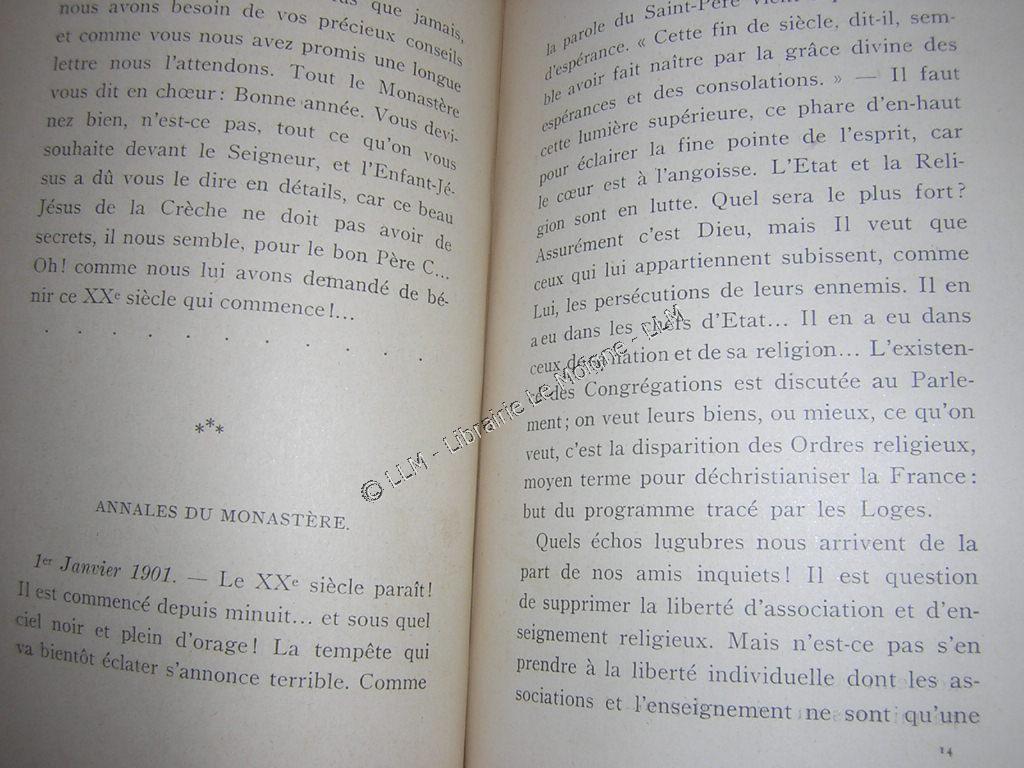 que jamais,
nous avons besoin de vos précieux conseils
et comme vous nous avez promis une longue
lettre nous l'attendons. Tout le Monastère
vous dit en chœur : Bonne année. Vous devi-
nez bien, n'est-ce pas, tout ce qu'on vous
souhaite devant le Seigneur, et l'Enfant-Jé-
sus a dû vous le dire en détails, car ce beau
Jésus de la Crèche ne doit pas avoir de
secrets, il nous semble, pour le bon Père C...
Oh! comme nous lui avons demandé de bé-
nir ce XXe siècle qui commence!...
. . . . . . . . . .
***
ANNALES DU MONASTÈRE.
1er Janvier 1901. — Le XXe siècle paraît!
Il est commencé depuis minuit... et sous quel
ciel noir et plein d'orage! La tempête qui
va bientôt éclater s'annonce terrible. Comme
la parole du Saint-Père vient
d'espérance. « Cette fin de siècle, dit-il, sem-
ble avoir fait naître par la grâce divine des
espérances et des consolations. » — Il faut
cette lumière supérieure, ce phare d'en-haut
pour éclairer la fine pointe de l'esprit, car
le cœur est à l'angoisse. L'Etat et la Reli-
gion sont en lutte. Quel sera le plus fort?
Assurément c'est Dieu, mais Il veut que
ceux qui lui appartiennent subissent, comme
Lui, les persécutions de leurs ennemis. Il en
a eu dans les chefs d'Etat... Il en a eu dans
ceux de sa nation et de sa religion... L'existen-
ce des Congrégations est discutée au Parle-
ment; on veut leurs biens, ou mieux, ce qu'on
veut, c'est la disparition des Ordres religieux,
moyen terme pour déchristianiser la France :
but du programme tracé par les Loges.
Quels échos lugubres nous arrivent de la
part de nos amis inquiets! Il est question
de supprimer la liberté d'association et d'en-
seignement religieux. Mais n'est-ce pas s'en
prendre à la liberté individuelle dont les as-
sociations et l'enseignement ne sont qu'une
14
© LLM - Librairie Le Moigne - LLM